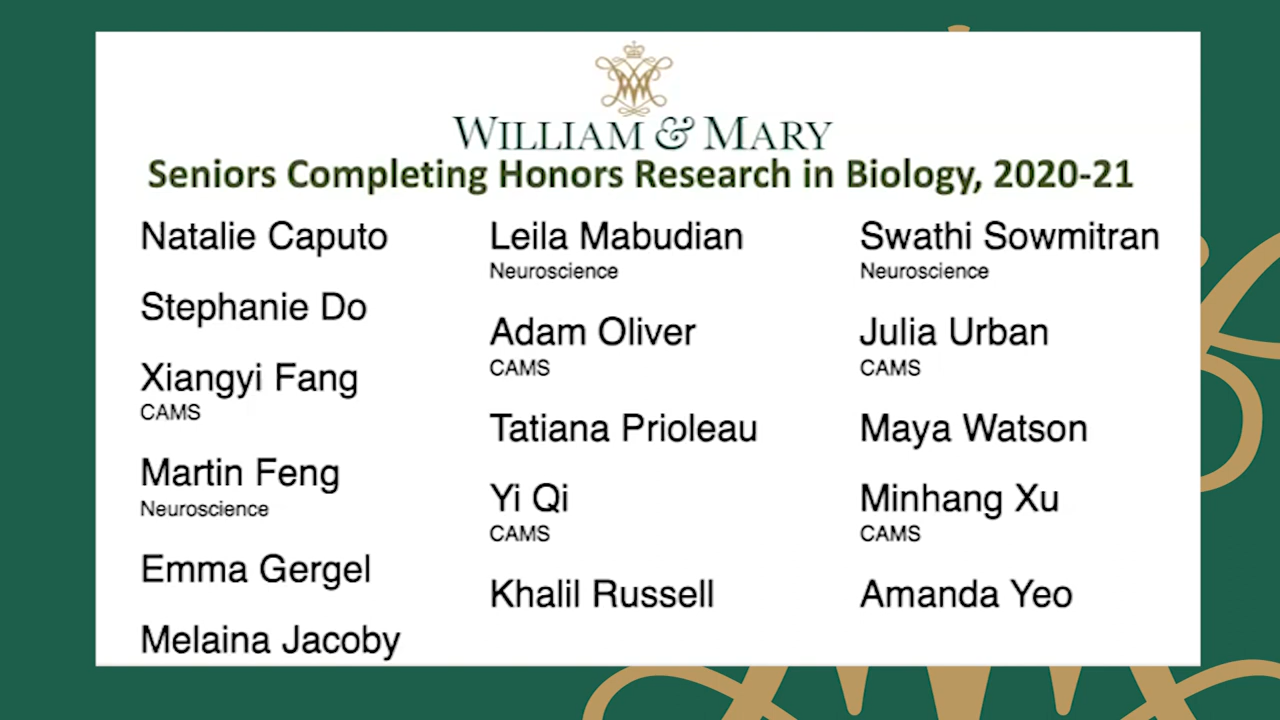 WILLIAM & MARY
Seniors Completing Honors Research in Biology, 2020-21
Natalie Caputo
Stephanie Do
Xiangyi Fang
CAMS
Martin Feng
Neuroscience
Emma Gergel
Melaina Jacoby
Leila Mabudian
Neuroscience
Adam Oliver
CAMS
Tatiana Prioleau
Yi Qi
CAMS
Khalil Russell
Swathi Sowmitran
Neuroscience
Julia Urban
CAMS
Maya Watson
Minhang Xu
CAMS
Amanda Yeo